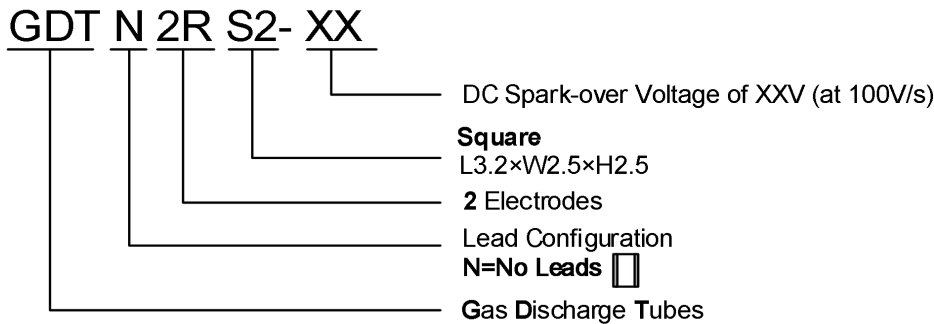 GDT N 2R S2- XX
DC Spark-over Voltage of XXV (at 100V/s)
Square
L3.2×W2.5×H2.5
2 Electrodes
Lead Configuration
N=No Leads
Gas Discharge Tubes